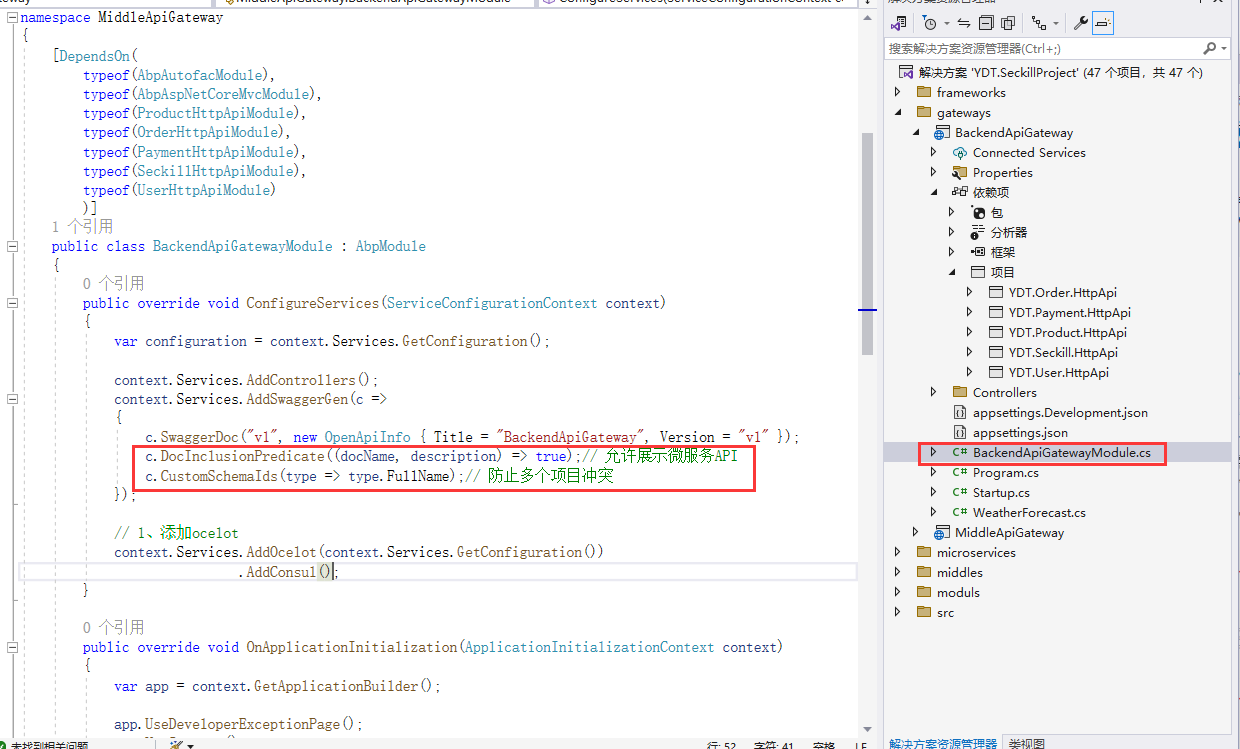 namespace MiddleApiGateway
{
[DependsOn(
typeof(AbpAutofacModule),
typeof(AbpAspNetCoreMvcModule),
typeof(ProductHttpApiModule),
typeof(OrderHttpApiModule),
typeof(PaymentHttpApiModule),
typeof(SeckillHttpApiModule),
typeof(UserHttpApiModule)
)]
1 个引用
public class BackendApiGatewayModule : AbpModule
{
0 个引用
public override void ConfigureServices(ServiceConfigurationContext context)
{
var configuration = context.Services.GetConfiguration();
context.Services.AddControllers();
context.Services.AddSwaggerGen(c =>
{
c.SwaggerDoc("v1", new OpenApiInfo { Title = "BackendApiGateway", Version = "v1" });
c.DocInclusionPredicate((docName, description) => true);// 允许展示微服务API
c.CustomSchemaIds(type => type.FullName);// 防止多个项目冲突
});
// 1、添加ocelot
context.Services.AddOcelot(context.Services.GetConfiguration())
.AddConsul();
}
0 个引用
public override void OnApplicationInitialization(ApplicationInitializationContext context)
{
var app = context.GetApplicationBuilder();
app.UseDeveloperExceptionPage();
未找到相关问题
行: 52 字符: 41 空格 LF
解决方案资源管理器
搜索解决方案资源管理器(Ctrl+;)
解决方案 'YDT.SeckillProject' (47 个项目，共 47 个)
frameworks
gateways
BackendApiGateway
Connected Services
Properties
依赖项
包
分析器
框架
项目
YDT.Order.HttpApi
YDT.Payment.HttpApi
YDT.Product.HttpApi
YDT.Seckill.HttpApi
YDT.User.HttpApi
Controllers
appsettings.Development.json
appsettings.json
C# BackendApiGatewayModule.cs
C# Program.cs
C# Startup.cs
C# WeatherForecast.cs
MiddleApiGateway
microservices
middles
moduls
src
解决方案资源管理器 类视图